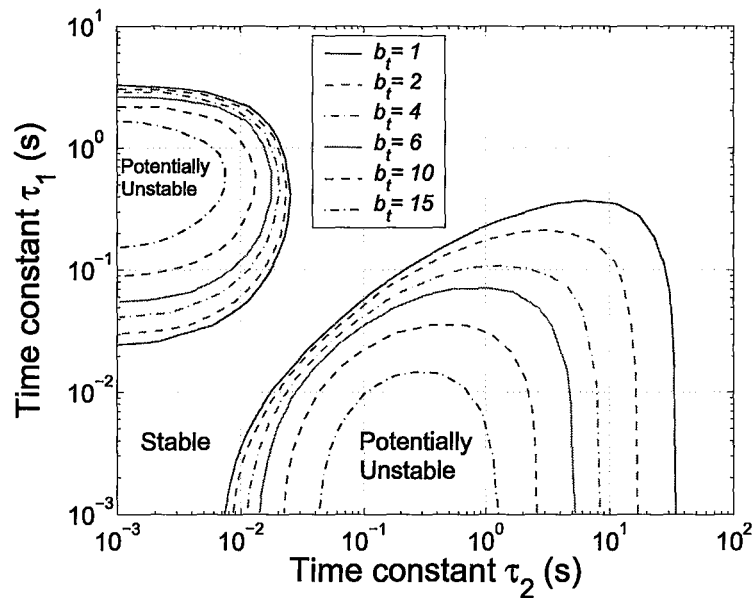 10^1
10^0
10^{-1}
10^{-2}
10^{-3}
Time constant τ_1 (s)
b_t= 1
b_t= 2
b_t= 4
b_t= 6
b_t= 10
b_t= 15
Potentially
Unstable
Stable
Potentially
Unstable
10^{-3} 10^{-2} 10^{-1} 10^0 10^1 10^2
Time constant τ_2 (s)